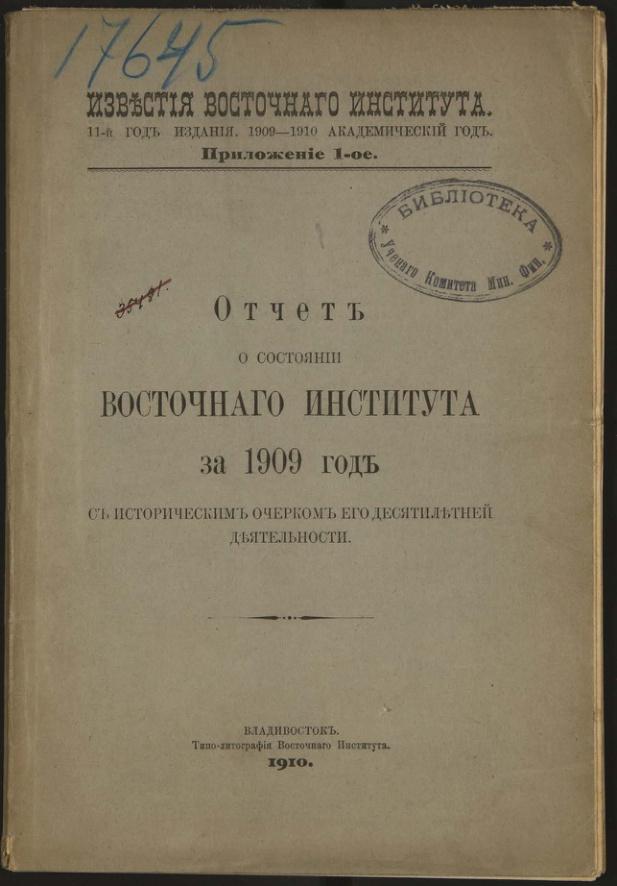 17645
ИЗВѢСТІЯ ВОСТОЧНАГО ИНСТИТУТА.
11-й ГОДЪ ИЗДАНІЯ. 1909—1910 АКАДЕМИЧЕСКІЙ ГОДЪ.
Приложеніе 1-ое.
* БИБЛІОТЕКА *
Ученаго Комитета Мин. Фин.
Отчетъ
О СОСТОЯНІИ
ВОСТОЧНАГО ИНСТИТУТА
за 1909 годъ
СЪ ИСТОРИЧЕСКИМЪ ОЧЕРКОМЪ ЕГО ДЕСЯТИЛѢТНЕЙ
ДѢЯТЕЛЬНОСТИ.
ВЛАДИВОСТОКЪ.
Типо-литографія Восточнаго Института.
1910.